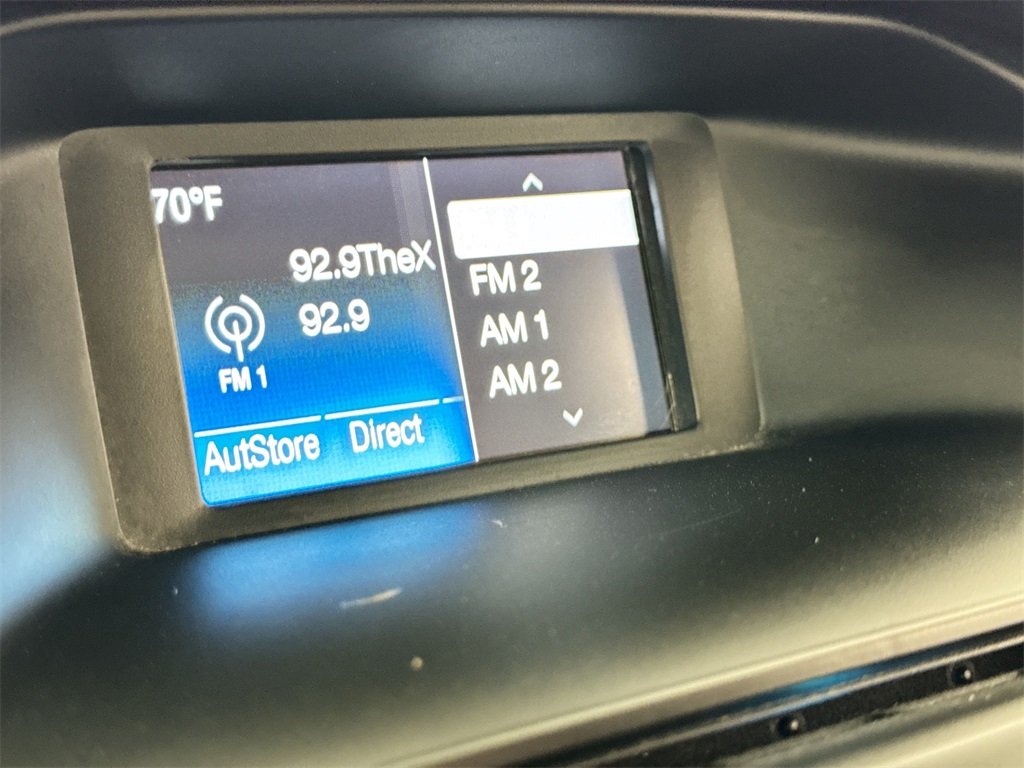 70°F
92.9TheX
92.9
FM 1
AutStore Direct
FM 2
AM 1
AM 2